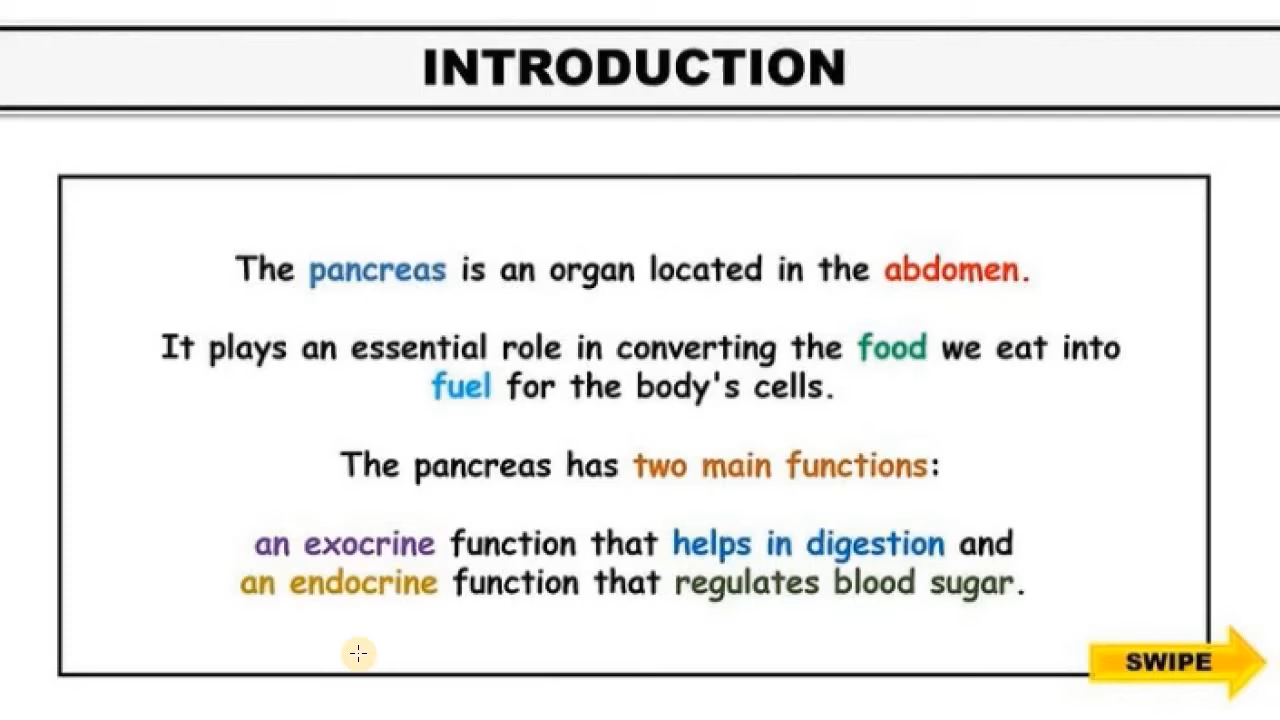 INTRODUCTION
The pancreas is an organ located in the abdomen.
It plays an essential role in converting the food we eat into
fuel for the body's cells.
The pancreas has two main functions:
an exocrine function that helps in digestion and
an endocrine function that regulates blood sugar.
SWIPE